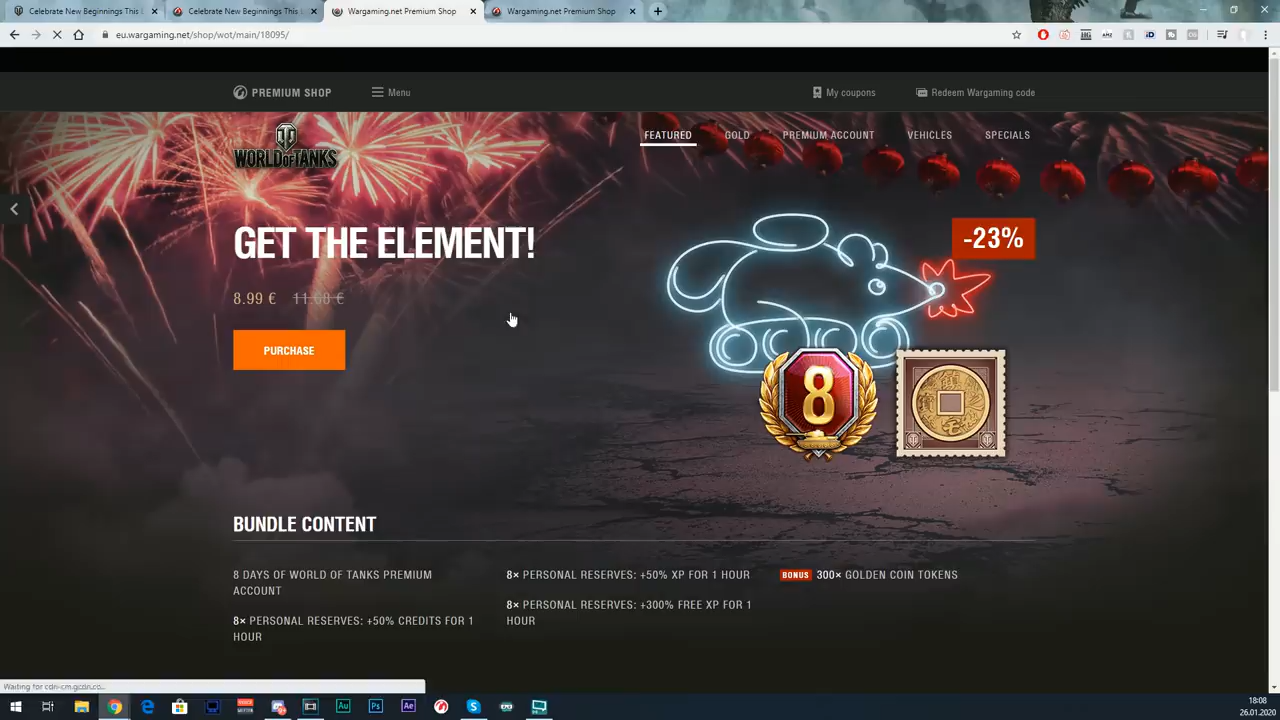 Celebrate New Beginnings This L
Celebrate New Beginnings This L
Wargaming.net Premium Shop
Wargaming.net Premium Shop
eu.wargaming.net/shop/wot/main/18095/
PREMIUM SHOP
Menu
My coupons
Redeem Wargaming code
WORLD OF TANKS
FEATURED
GOLD
PREMIUM ACCOUNT
VEHICLES
SPECIALS
GET THE ELEMENT!
-23%
8.99 € 11.68 €
PURCHASE
8
BUNDLE CONTENT
8 DAYS OF WORLD OF TANKS PREMIUM
ACCOUNT
8× PERSONAL RESERVES: +50% CREDITS FOR 1
HOUR
8× PERSONAL RESERVES: +50% XP FOR 1 HOUR
8× PERSONAL RESERVES: +300% FREE XP FOR 1
HOUR
BONUS 300× GOLDEN COIN TOKENS
Waiting for cdn-cm.gcdn.co...
Au
Ps
Ae
18:08
26.01.2020